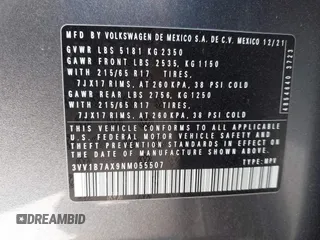 MFD BY VOLKSWAGEN DE MEXICO S.A. DE C.V. MEXICO 12/21
GVWR LBS 5181 KG 2350
GAWR FRONT LBS 2535, KG 1150
WITH 215/65 R17 TIRES,
7JX17 RIMS, AT 260 KPA, 38 PSI COLD
GAWR REAR LBS 2756, KG 1250
WITH 215/65 R17 TIRES,
7JX17 RIMS, AT 260 KPA, 38 PSI COLD
THIS VEHICLE CONFORMS TO ALL APPLICABLE
U.S. FEDERAL MOTOR VEHICLE SAFETY STANDARDS IN
EFFECT ON THE DATE OF MANUFACTURE SHOWN ABOVE.
3VV1B7AX9NM055507
TYPE: MPV
DREAMBID
dreambid.com